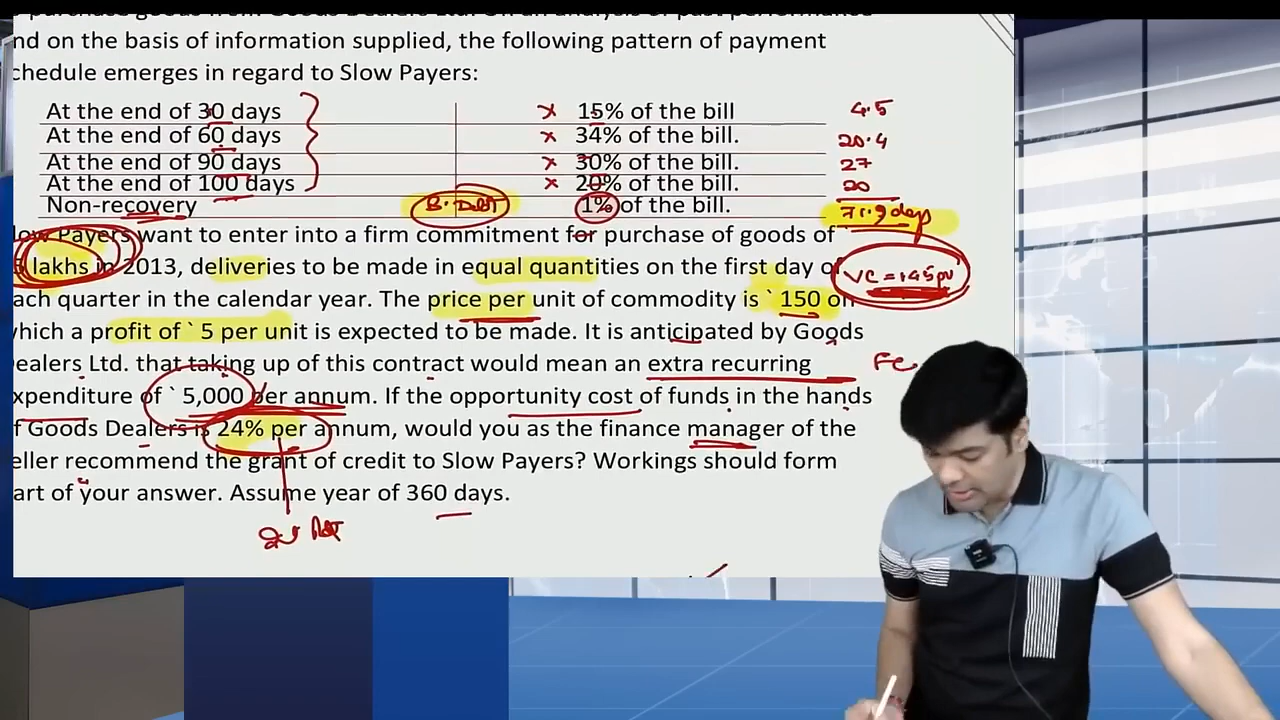 nd on the basis of information supplied, the following pattern of payment
chedule emerges in regard to Slow Payers:
At the end of 30 days × 15% of the bill 4.5
At the end of 60 days × 34% of the bill. 20.4
At the end of 90 days × 30% of the bill. 27
At the end of 100 days × 20% of the bill. 20
Non-recovery B. Debt 1% of the bill. 71.9 days
low Payers want to enter into a firm commitment for purchase of goods of `
lakhs in 2013, deliveries to be made in equal quantities on the first day of VC = 145 pu
ach quarter in the calendar year. The price per unit of commodity is ` 150 on
which a profit of ` 5 per unit is expected to be made. It is anticipated by Goods
ealers Ltd. that taking up of this contract would mean an extra recurring FC
xpenditure of ` 5,000 per annum. If the opportunity cost of funds in the hands
f Goods Dealers is 24% per annum, would you as the finance manager of the
eller recommend the grant of credit to Slow Payers? Workings should form
art of your answer. Assume year of 360 days.